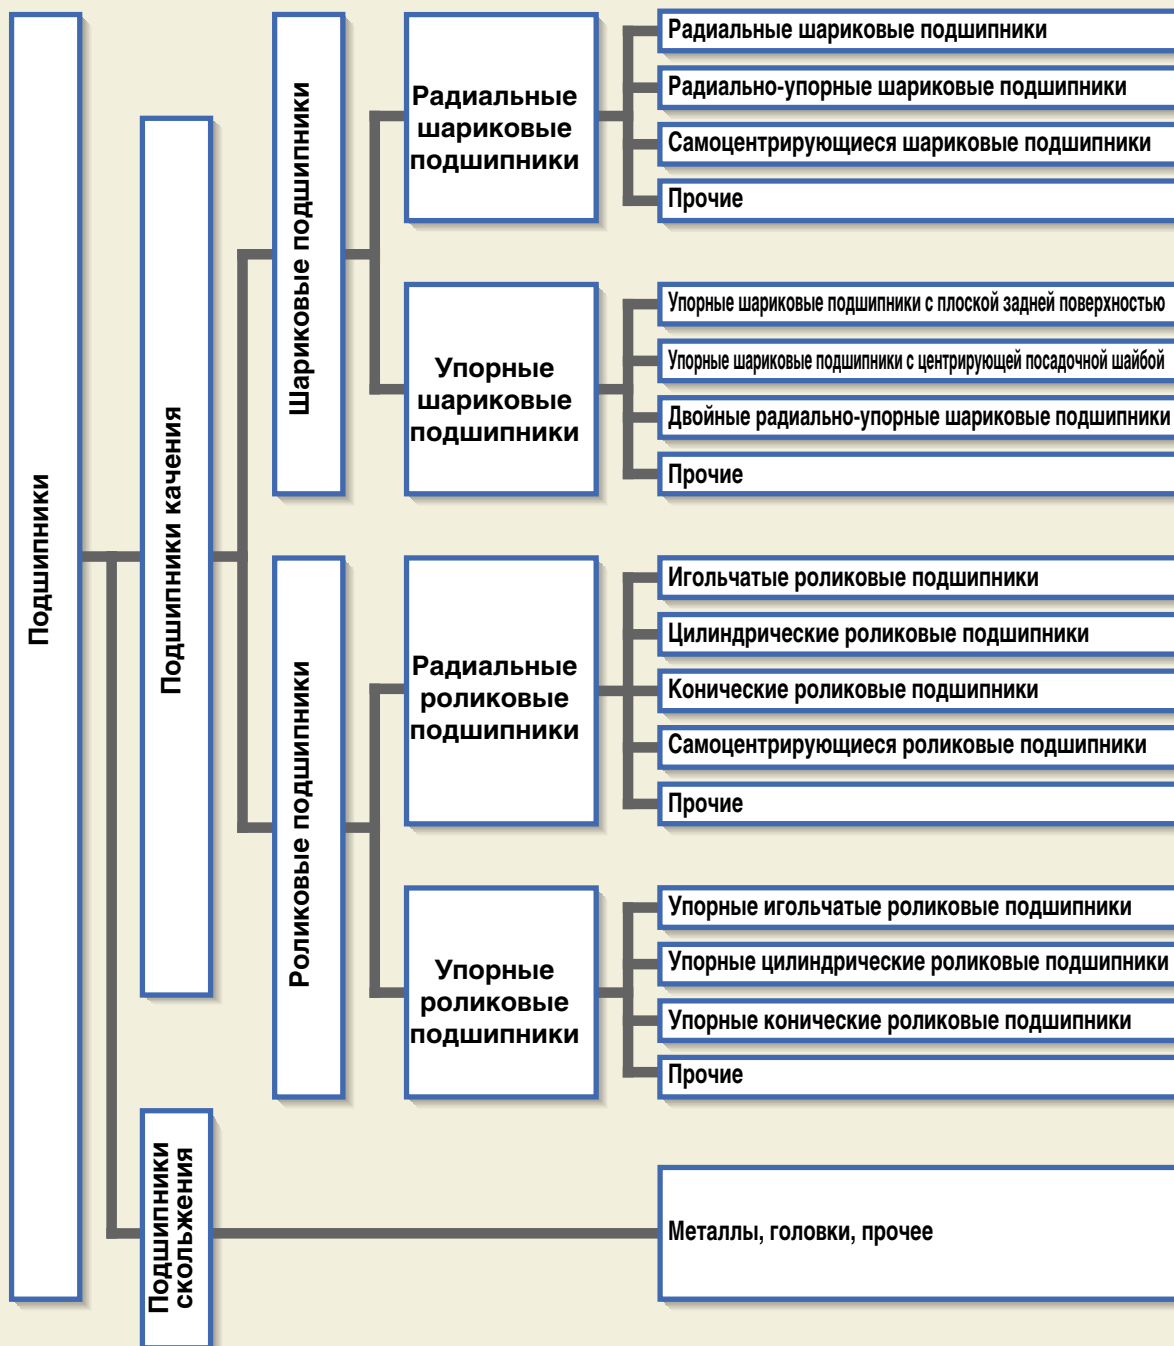 Подшипники
Подшипники качения
Шариковые подшипники
Радиальные
шариковые
подшипники
Радиальные шариковые подшипники
Радиально-упорные шариковые подшипники
Самоцентрирующиеся шариковые подшипники
Прочие
Упорные
шариковые
подшипники
Упорные шариковые подшипники с плоской задней поверхностью
Упорные шариковые подшипники с центрирующей посадочной шайбой
Двойные радиально-упорные шариковые подшипники
Прочие
Роликовые подшипники
Радиальные
роликовые
подшипники
Игольчатые роликовые подшипники
Цилиндрические роликовые подшипники
Конические роликовые подшипники
Самоцентрирующиеся роликовые подшипники
Прочие
Упорные
роликовые
подшипники
Упорные игольчатые роликовые подшипники
Упорные цилиндрические роликовые подшипники
Упорные конические роликовые подшипники
Прочие
Подшипники
скольжения
Металлы, головки, прочее